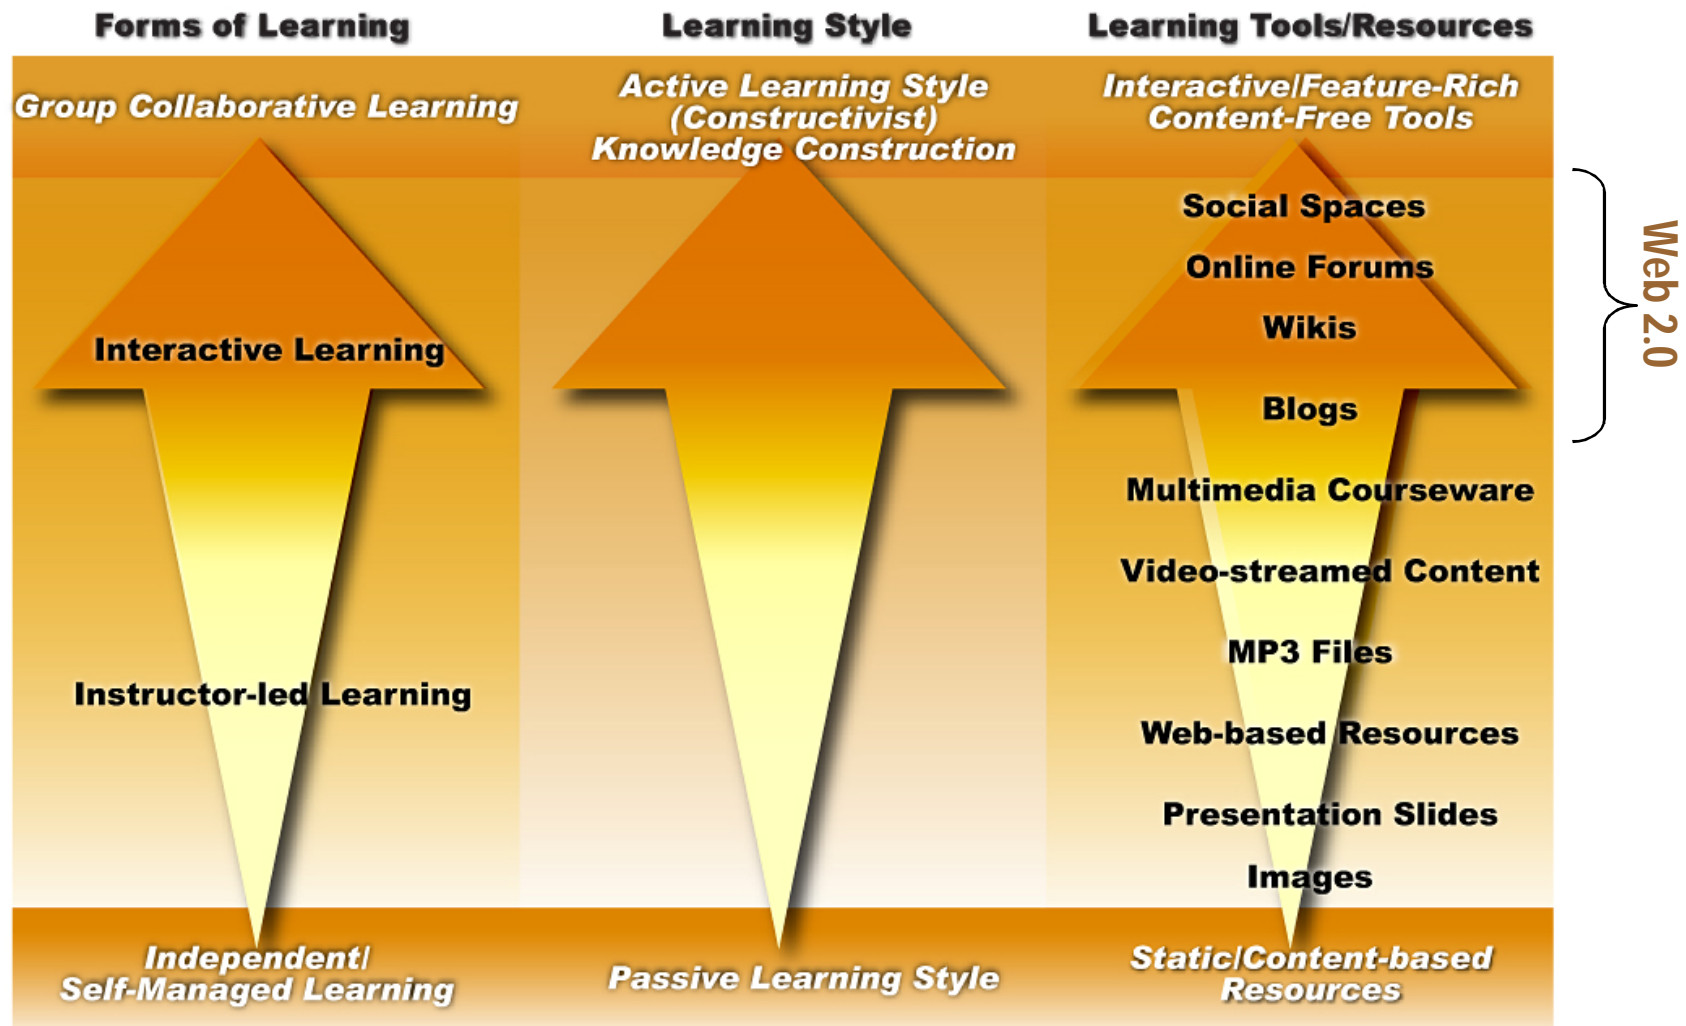 Forms of Learning
Learning Style
Learning Tools/Resources
Group Collaborative Learning
Active Learning Style
(Constructivist)
Knowledge Construction
Interactive/Feature-Rich
Content-Free Tools
Social Spaces
Online Forums
Wikis
Blogs
Multimedia Courseware
Video-streamed Content
MP3 Files
Web-based Resources
Presentation Slides
Images
Web 2.0
Interactive Learning
Instructor-led Learning
Independent/
Self-Managed Learning
Passive Learning Style
Static/Content-based
Resources